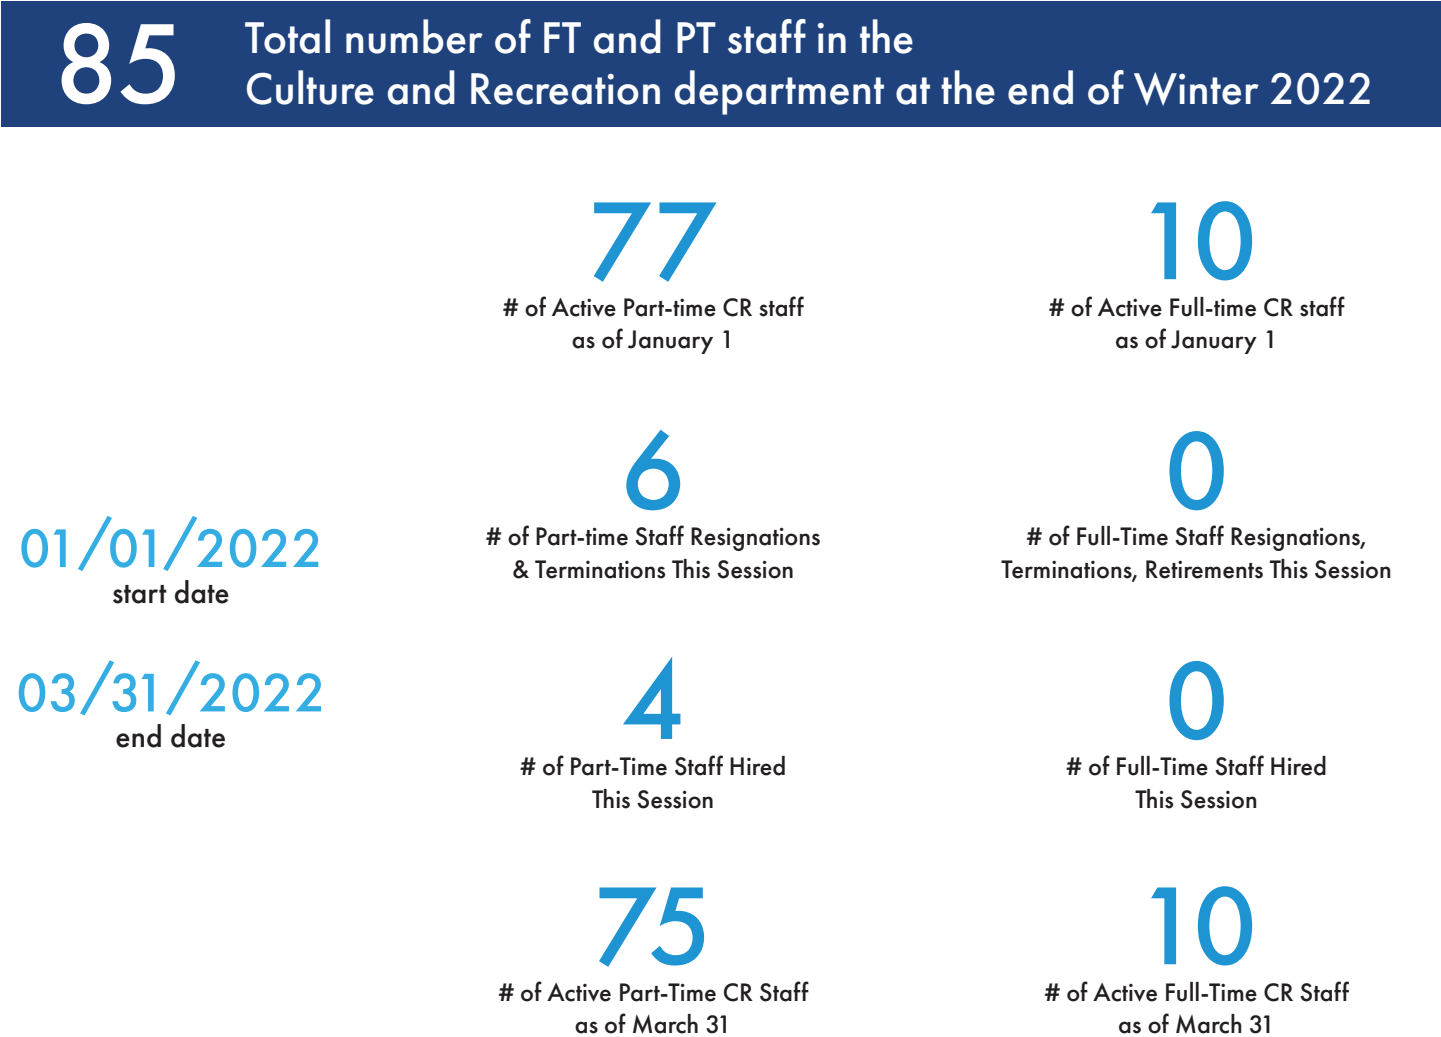 85
Total number of FT and PT staff in the
Culture and Recreation department at the end of Winter 2022
01/01/2022
start date
03/31/2022
end date
77
# of Active Part-time CR staff
as of January 1
10
# of Active Full-time CR staff
as of January 1
6
# of Part-time Staff Resignations
& Terminations This Session
0
# of Full-Time Staff Resignations,
Terminations, Retirements This Session
4
# of Part-Time Staff Hired
This Session
0
# of Full-Time Staff Hired
This Session
75
# of Active Part-Time CR Staff
as of March 31
10
# of Active Full-Time CR Staff
as of March 31